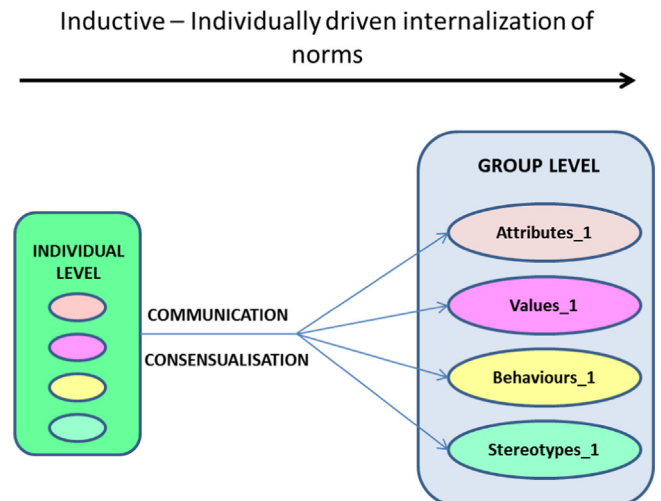 Inductive – Individually driven internalization of
norms
GROUP LEVEL
Attributes_1
INDIVIDUAL
LEVEL
Values_1
COMMUNICATION
CONSENSUALISATION
Behaviours_1
Stereotypes_1